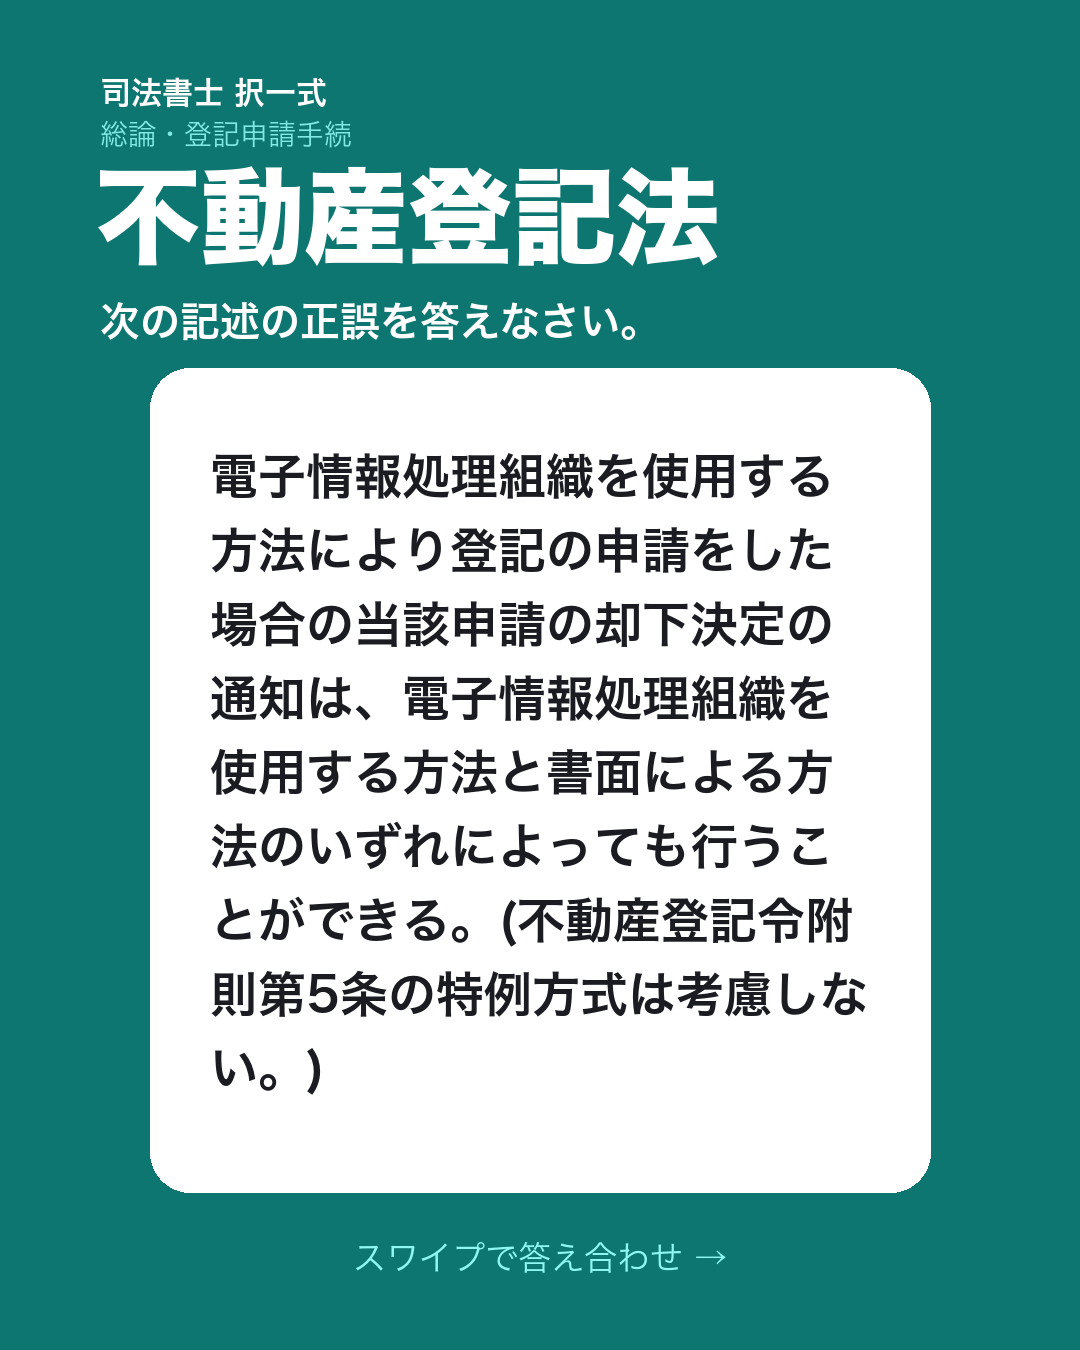 司法書士 択一式
総論・登記申請手続
不動産登記法
次の記述の正誤を答えなさい。
電子情報処理組織を使用する
方法により登記の申請をした
場合の当該申請の却下決定の
通知は、電子情報処理組織を
使用する方法と書面による方
法のいずれによっても行うこ
とができる。(不動産登記令附
則第5条の特例方式は考慮しな
い。)
スワイプで答え合わせ →